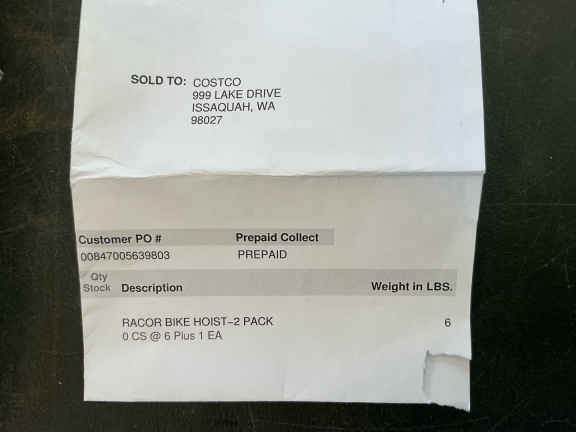 SOLD TO: COSTCO
999 LAKE DRIVE
ISSAQUAH, WA
98027
Customer PO # Prepaid Collect
00847005639803 PREPAID
Qty
Stock Description Weight in LBS.
RACOR BIKE HOIST-2 PACK 6
0 CS @ 6 Plus 1 EA